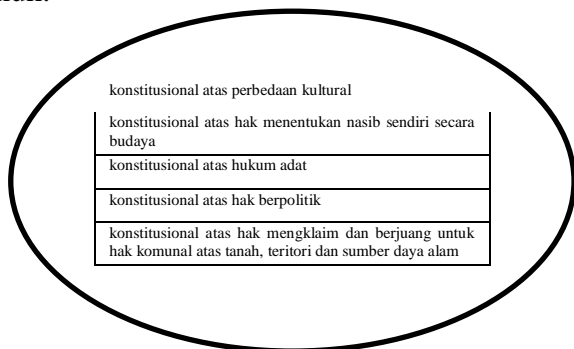 konstitusional atas perbedaan kultural
konstitusional atas hak menentukan nasib sendiri secara
budaya
konstitusional atas hukum adat
konstitusional atas hak berpolitik
konstitusional atas hak mengklaim dan berjuang untuk
hak komunal atas tanah, teritori dan sumber daya alam